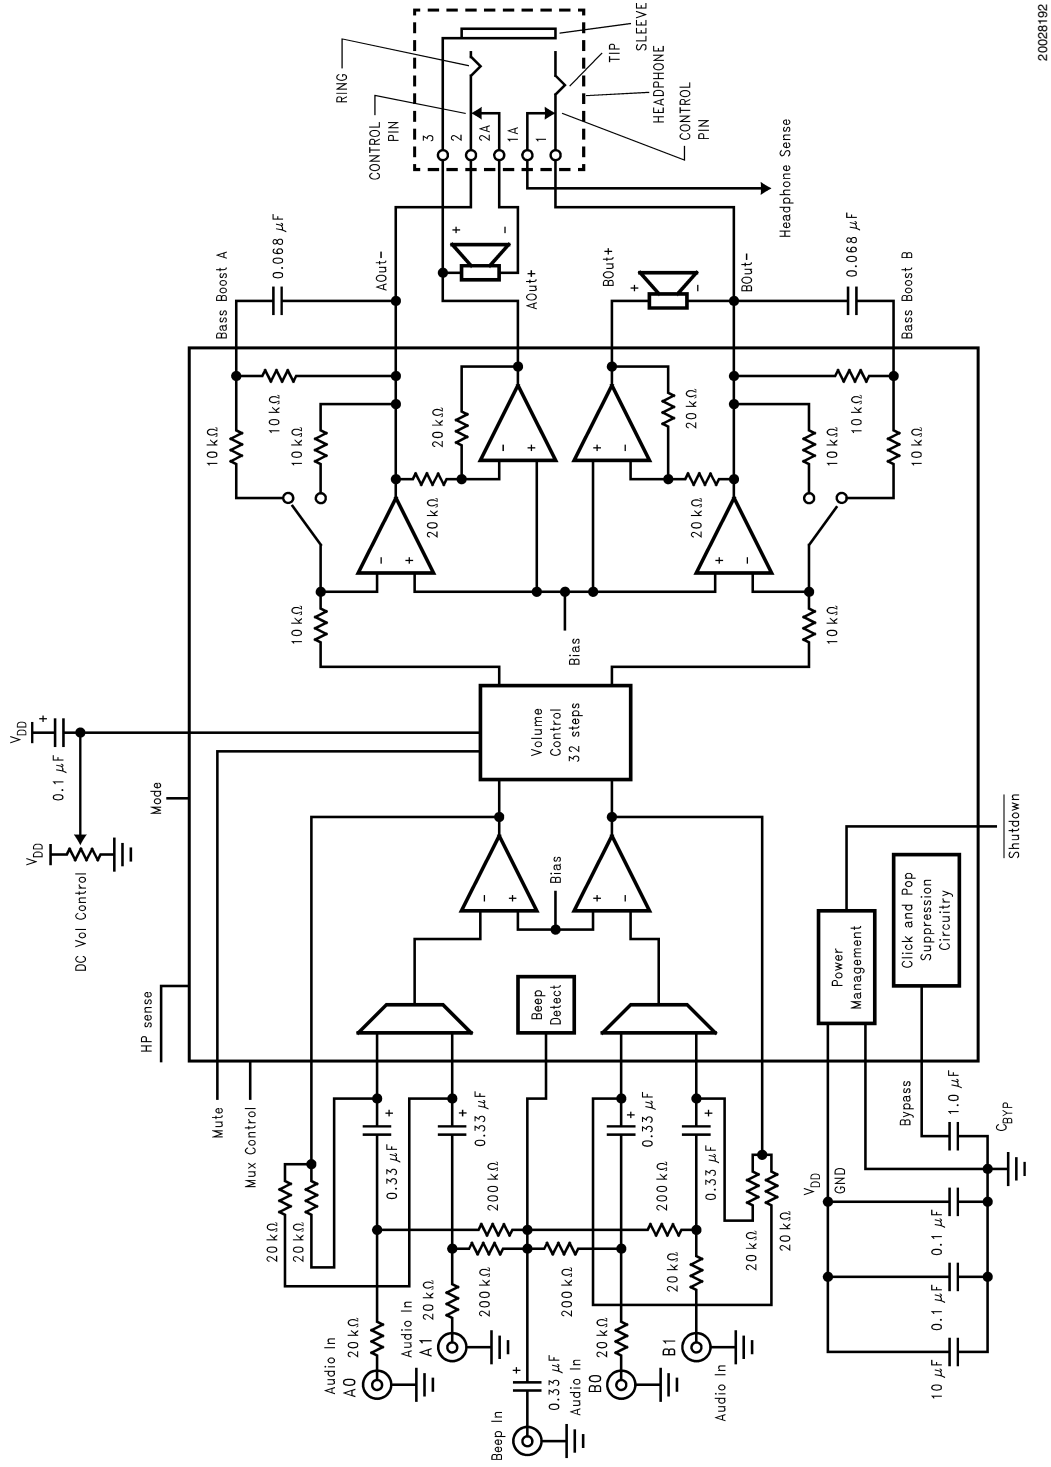 20028192
SLEEVE
TIP
RING
HEADPHONE
CONTROL
PIN
CONTROL
PIN
3
2
2A
1A
1
Headphone Sense
Bass Boost A
0.068 μF
AOut-
+
-
AOut+
BOut+
+
-
BOut-
0.068 μF
Bass Boost B
10 kΩ
10 kΩ
10 kΩ
20 kΩ
20 kΩ
-
+
-
+
20 kΩ
20 kΩ
+
-
+
-
10 kΩ
10 kΩ
10 kΩ
10 kΩ
Bias
10 kΩ
Volume
Control
32 steps
VDD
+
0.1 μF
Mode
VDD
DC Vol Control
HP sense
Mute
Mux Control
-
+
Bias
+
-
Beep
Detect
Power
Management
Click and Pop
Suppression
Circuitry
Shutdown
20 kΩ
20 kΩ
+
0.33 μF
+
0.33 μF
+
0.33 μF
+
0.33 μF
200 kΩ
200 kΩ
200 kΩ
200 kΩ
20 kΩ
20 kΩ
Audio In
A0
20 kΩ
Audio In
A1
20 kΩ
Beep In
+
0.33 μF
Audio In
B0
20 kΩ
B1
Audio In
20 kΩ
Bypass
1.0 μF
CBYP
VDD
GND
0.1 μF
0.1 μF
10 μF